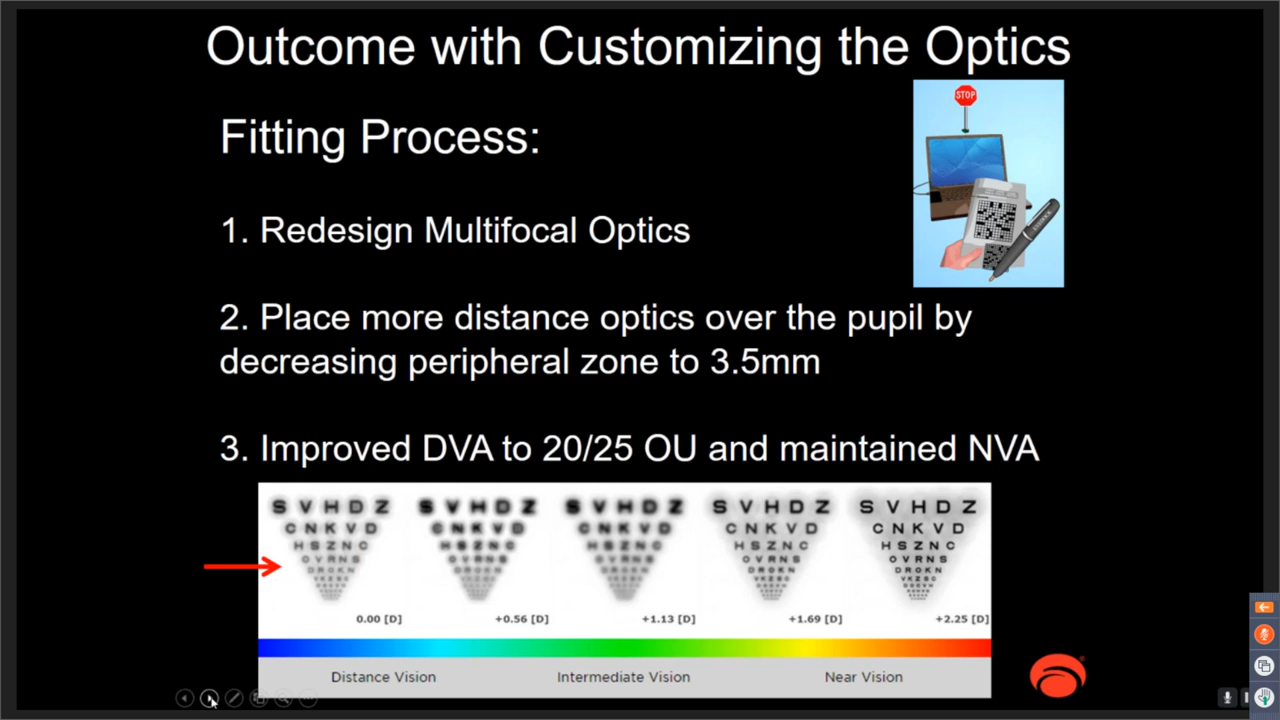 Outcome with Customizing the Optics
STOP
Fitting Process:
1. Redesign Multifocal Optics
2. Place more distance optics over the pupil by
decreasing peripheral zone to 3.5mm
3. Improved DVA to 20/25 OU and maintained NVA
S V H D Z S V H D Z S V H D Z S V H D Z S V H D Z
C N K V D C N K V D C N K V D C N K V D C N K V D
H S Z N C H S Z N C H S Z N C H S Z N C H S Z N C
O V R N S O V R N S O V R N S O V R N S O V R N S
D R O K N D R O K N D R O K N
0.00 [D] +0.56 [D] +1.13 [D] +1.69 [D] +2.25 [D]
Distance Vision Intermediate Vision Near Vision